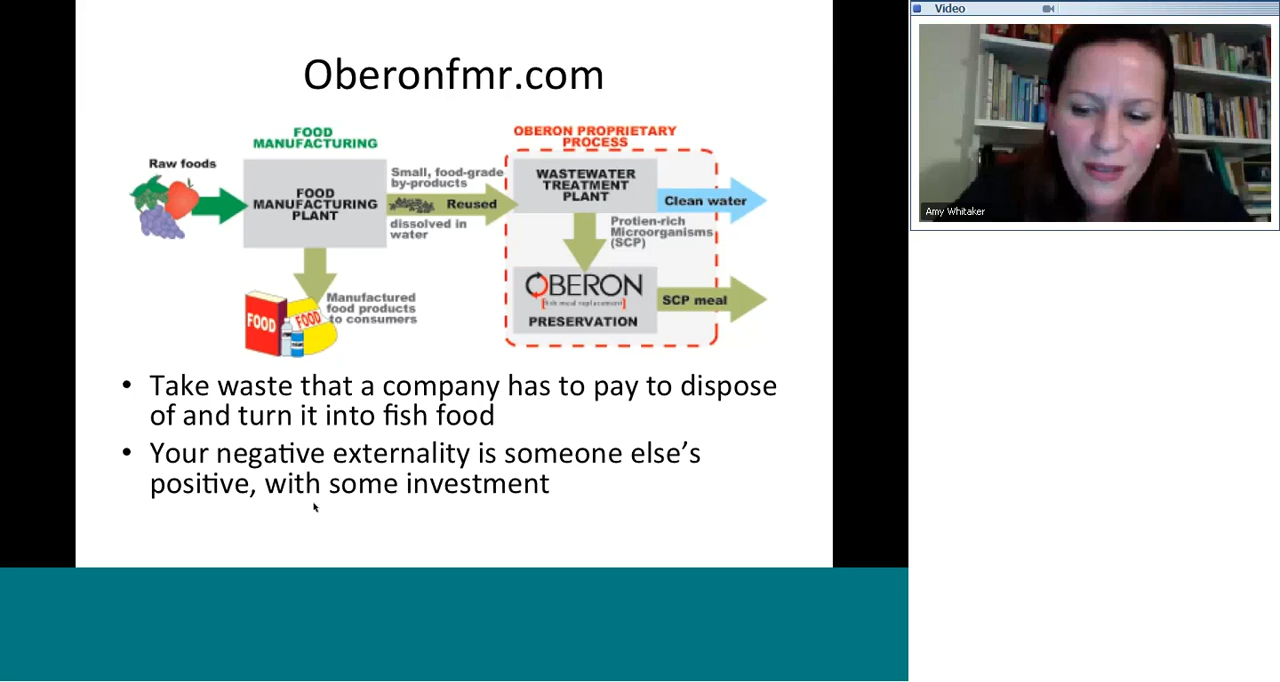 Oberonfmr.com
FOOD
MANUFACTURING
Raw foods
FOOD
MANUFACTURING
PLANT
Small, food-grade
by-products
Reused
dissolved in
water
Manufactured
food products
to consumers
FOOD
FOOD
OBERON PROPRIETARY
PROCESS
WASTEWATER
TREATMENT
PLANT
Clean water
Protien-rich
Microorganisms
(SCP)
OBERON
[fish meal replacement]
PRESERVATION
SCP meal
• Take waste that a company has to pay to dispose
of and turn it into fish food
• Your negative externality is someone else’s
positive, with some investment
Video
Amy Whitaker